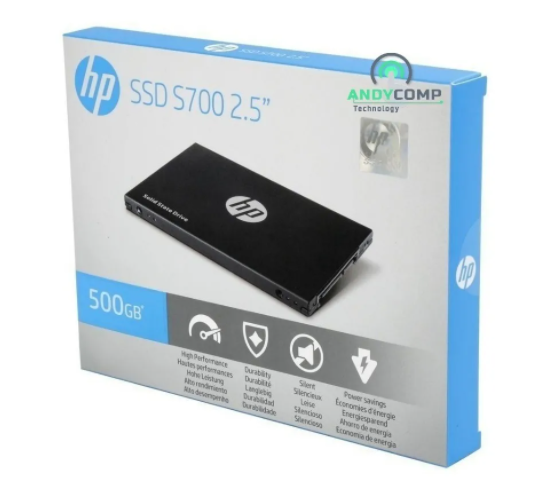 hp
hp SSD S700 2.5"
ANDYCOMP
Technology
hp
Solid State Drive
hp
hp
500GB*
High Performance
Hautes performances
Hohe Leistung
Alto rendimiento
Alto desempenho
Durability
Durabilité
Langlebig
Durabilidad
Durabilidade
Silent
Silencieux
Leise
Silencioso
Silencioso
Power savings
Économies d'énergie
Energiesparend
Ahorro de energía
Economia de energia